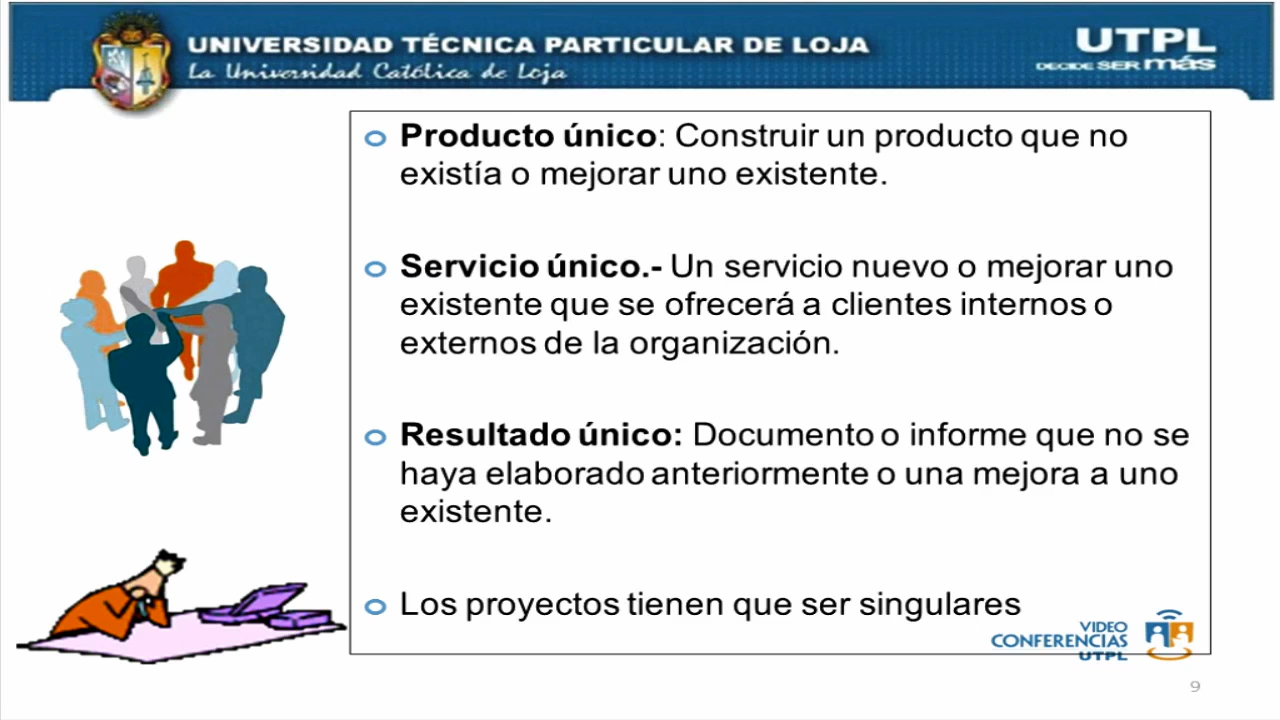 UNIVERSIDAD TÉCNICA PARTICULAR DE LOJA
La Universidad Católica de Loja
UTPL
DECIDE SER más
Producto único: Construir un producto que no
existía o mejorar uno existente.
Servicio único.- Un servicio nuevo o mejorar uno
existente que se ofrecerá a clientes internos o
externos de la organización.
Resultado único: Documento o informe que no se
haya elaborado anteriormente o una mejora a uno
existente.
Los proyectos tienen que ser singulares
VIDEO
CONFERENCIAS
UTPL
9